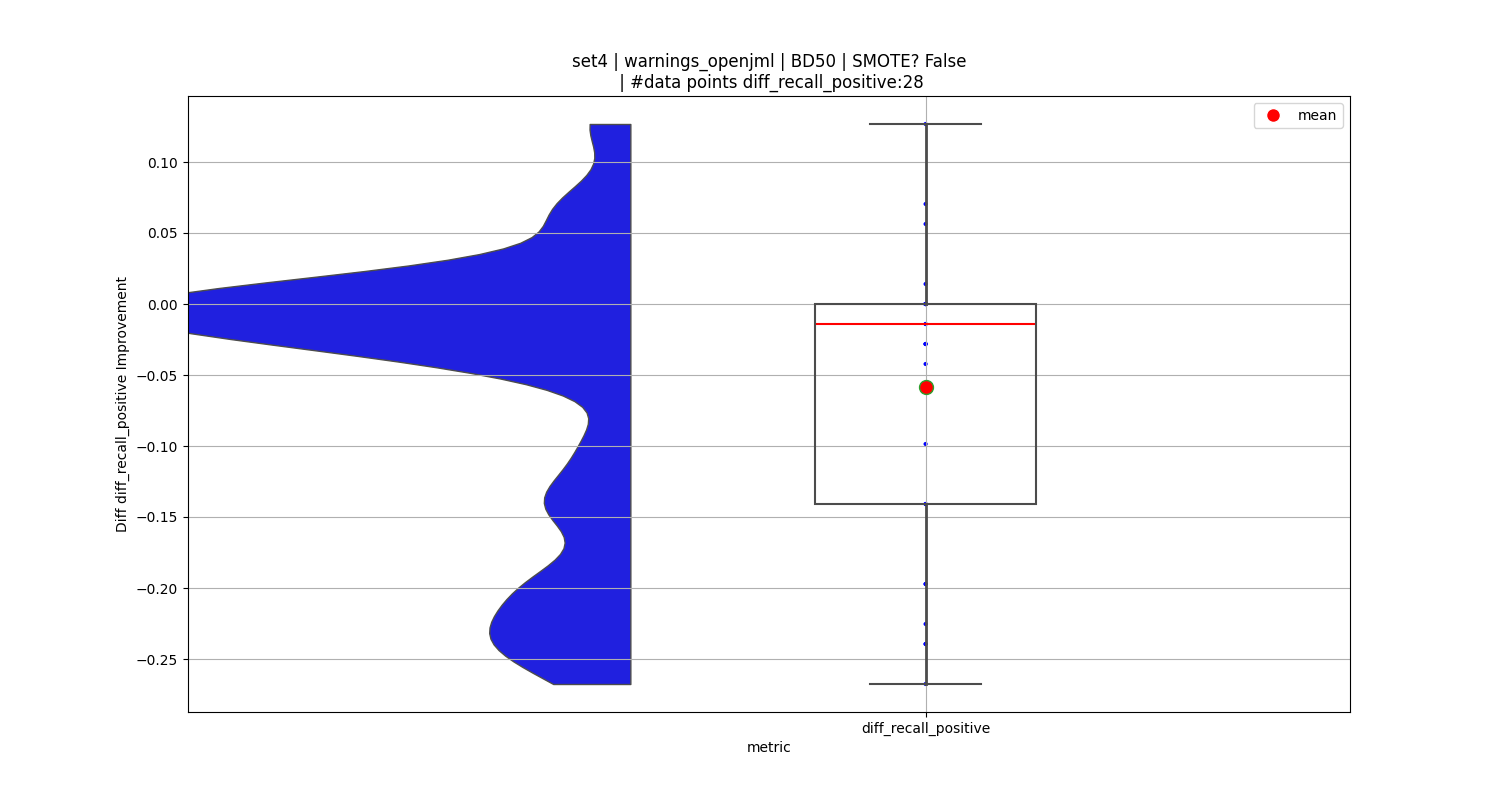 set4 | warnings_openjml | BD50 | SMOTE? False
| #data points diff_recall_positive:28
mean
0.10
0.05
0.00
−0.05
−0.10
−0.15
−0.20
−0.25
Diff diff_recall_positive Improvement
diff_recall_positive
metric